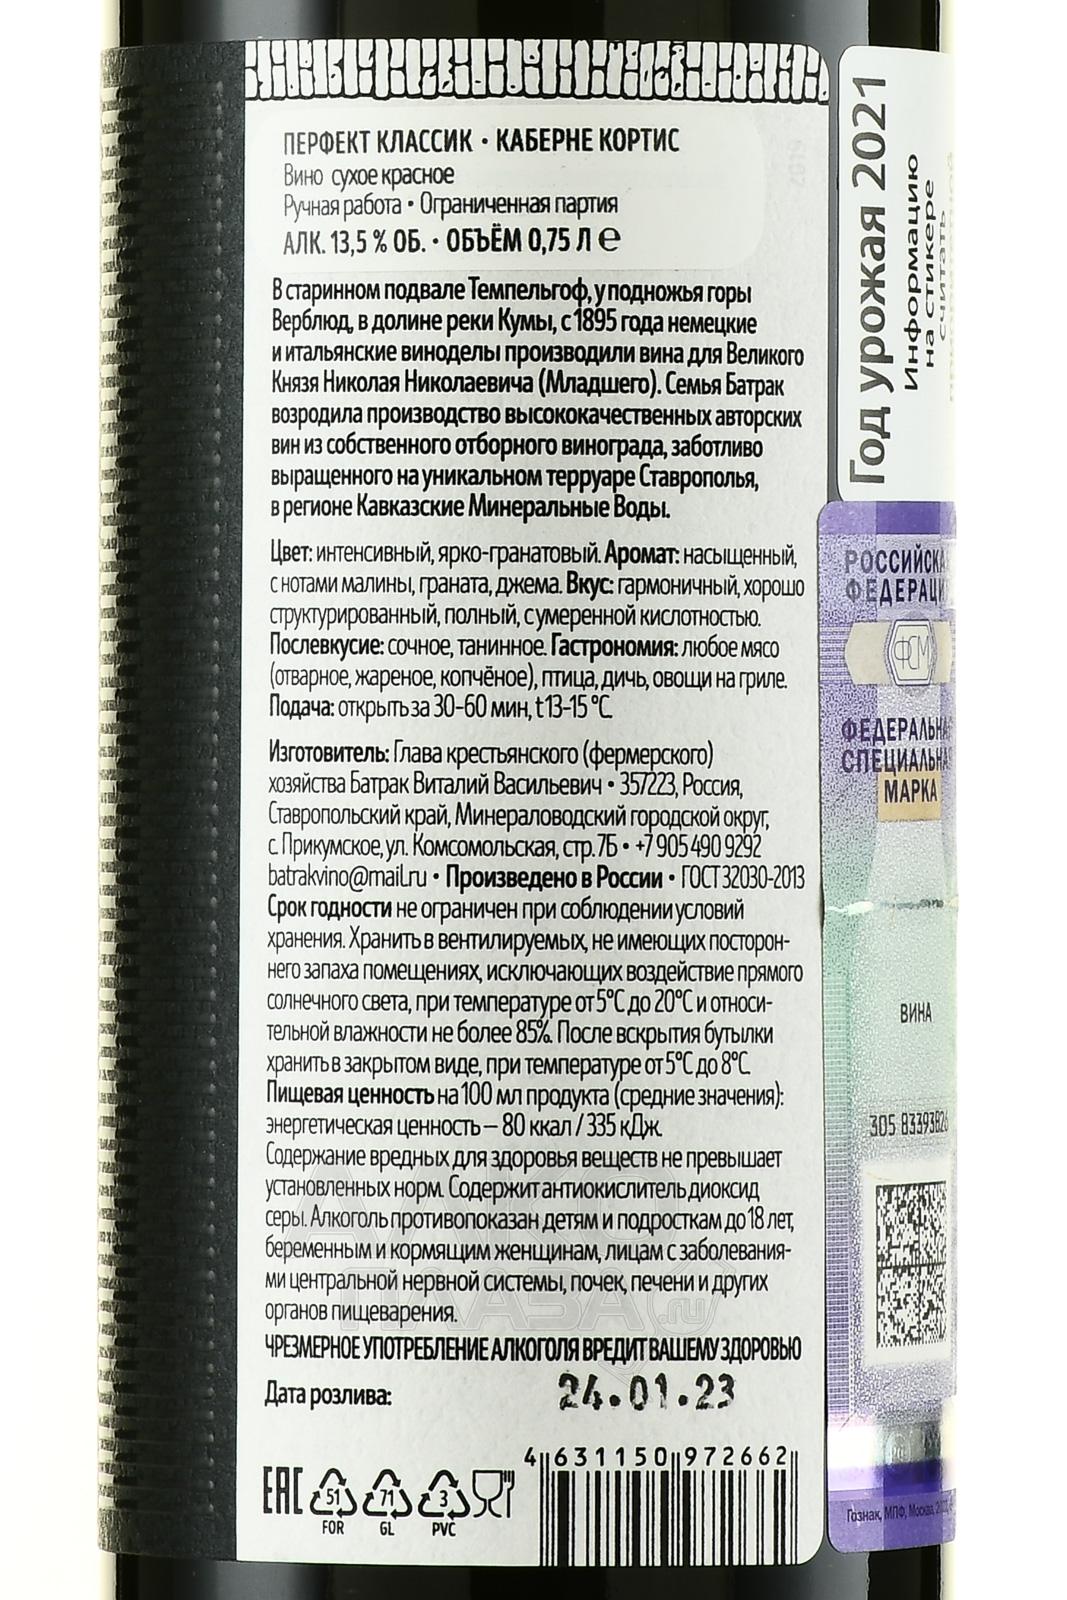 ПЕРФЕКТ КЛАССИК • КАБЕРНЕ КОРТИС
Вино сухое красное
Ручная работа • Ограниченная партия
АЛК. 13,5 % ОБ. • ОБЪЁМ 0,75 Л ℮
В старинном подвале Темпельгоф, у подножья горы
Верблюд, в долине реки Кумы, с 1895 года немецкие
и итальянские виноделы производили вина для Великого
Князя Николая Николаевича (Младшего). Семья Батрак
возродила производство высококачественных авторских
вин из собственного отборного винограда, заботливо
выращенного на уникальном терруаре Ставрополья,
в регионе Кавказские Минеральные Воды.
Цвет: интенсивный, ярко-гранатовый. Аромат: насыщенный,
с нотами малины, граната, джема. Вкус: гармоничный, хорошо
структурированный, полный, с умеренной кислотностью.
Послевкусие: сочное, танинное. Гастрономия: любое мясо
(отварное, жареное, копчёное), птица, дичь, овощи на гриле.
Подача: открыть за 30-60 мин, t 13-15 °C.
Изготовитель: Глава крестьянского (фермерского)
хозяйства Батрак Виталий Васильевич • 357223, Россия,
Ставропольский край, Минераловодский городской округ,
с. Прикумское, ул. Комсомольская, стр. 7Б • +7 905 490 9292
batrakvino@mail.ru • Произведено в России • ГОСТ 32030-2013
Срок годности не ограничен при соблюдении условий
хранения. Хранить в вентилируемых, не имеющих посторон-
него запаха помещениях, исключающих воздействие прямого
солнечного света, при температуре от 5°C до 20°C и относи-
тельной влажности не более 85%. После вскрытия бутылки
хранить в закрытом виде, при температуре от 5°C до 8°C.
Пищевая ценность на 100 мл продукта (средние значения):
энергетическая ценность – 80 ккал / 335 кДж.
Содержание вредных для здоровья веществ не превышает
установленных норм. Содержит антиокислитель диоксид
серы. Алкоголь противопоказан детям и подросткам до 18 лет,
беременным и кормящим женщинам, лицам с заболевания-
ми центральной нервной системы, почек, печени и других
органов пищеварения.
ЧРЕЗМЕРНОЕ УПОТРЕБЛЕНИЕ АЛКОГОЛЯ ВРЕДИТ ВАШЕМУ ЗДОРОВЬЮ
Дата розлива: 24.01.23
EAC 51 71 3
FOR GL PVC
4 631150 972662
АЛКО
ПЛАЗА.ru
Год урожая 2021
Информацию
на стикере
считать
РОССИЙСКА
ФЕДЕРАЦИ
ФСМ
ФЕДЕРАЛЬНА
СПЕЦИАЛЬНА
МАРКА
ВИНА
305 83393826
Гознак, МПФ, Москва,